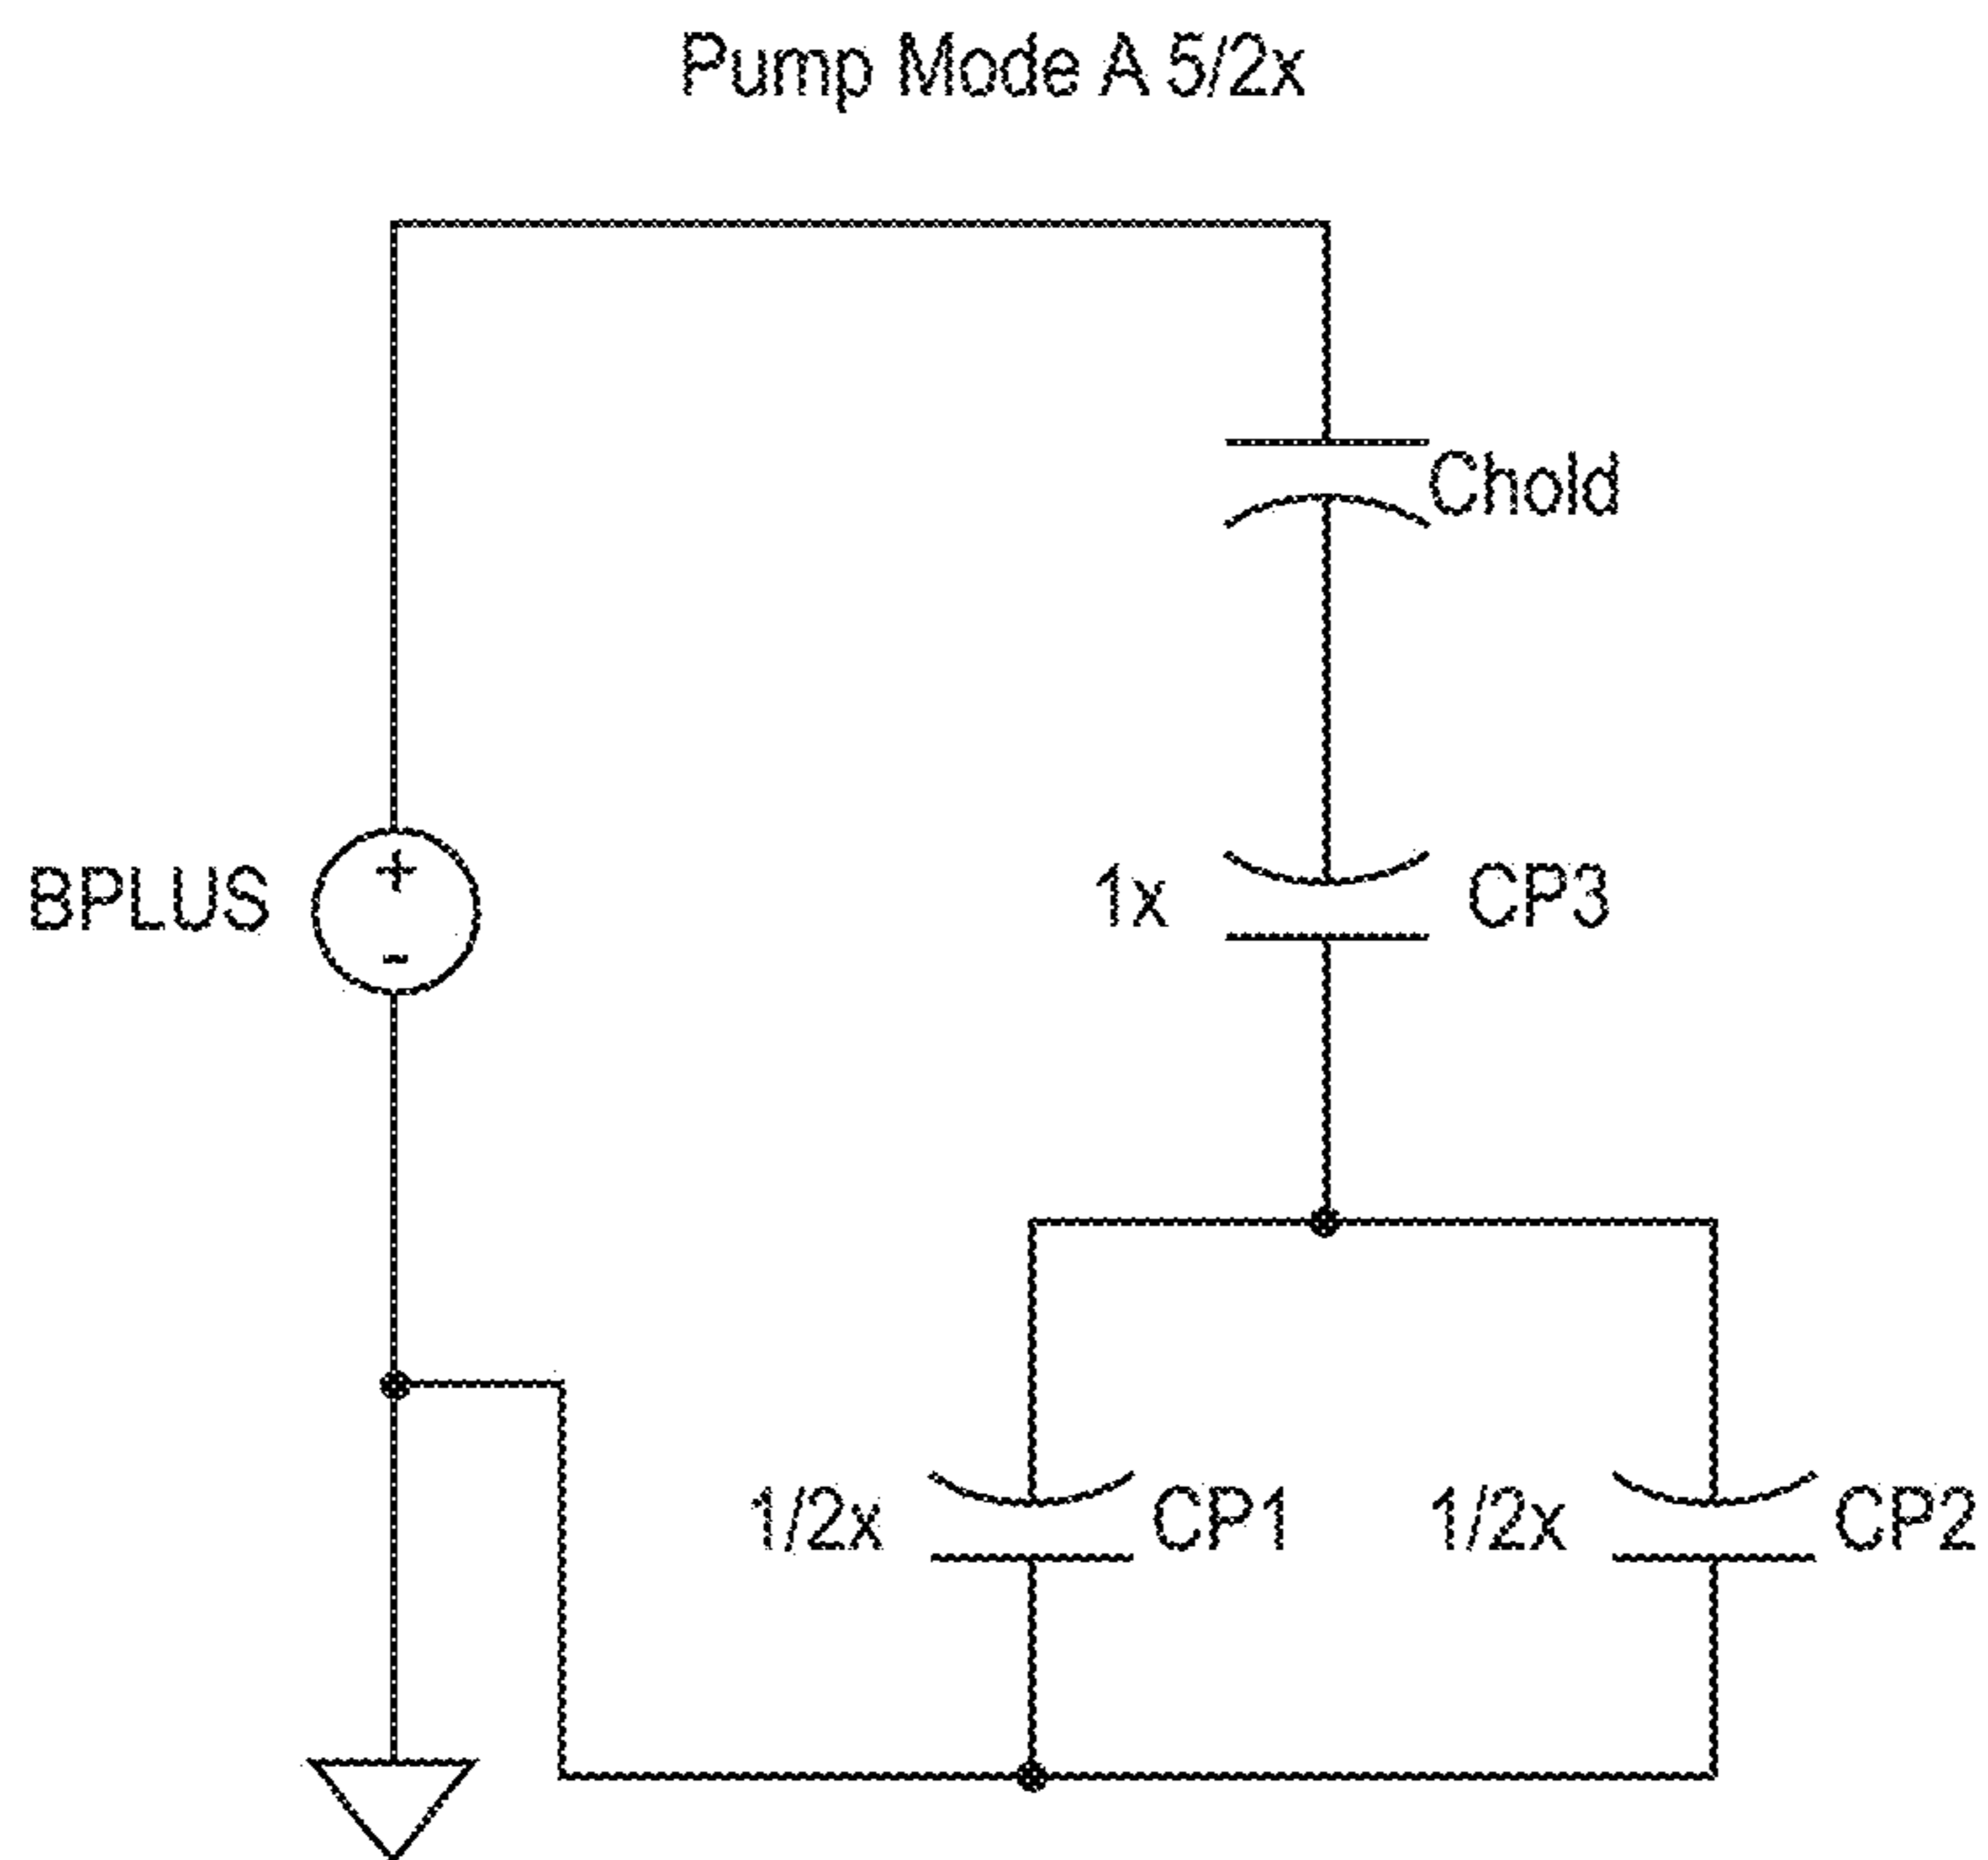 Pump Mode A 5/2x
Chold
BPLUS
+
-
1x
CP3
1/2x
CP1
1/2x
CP2